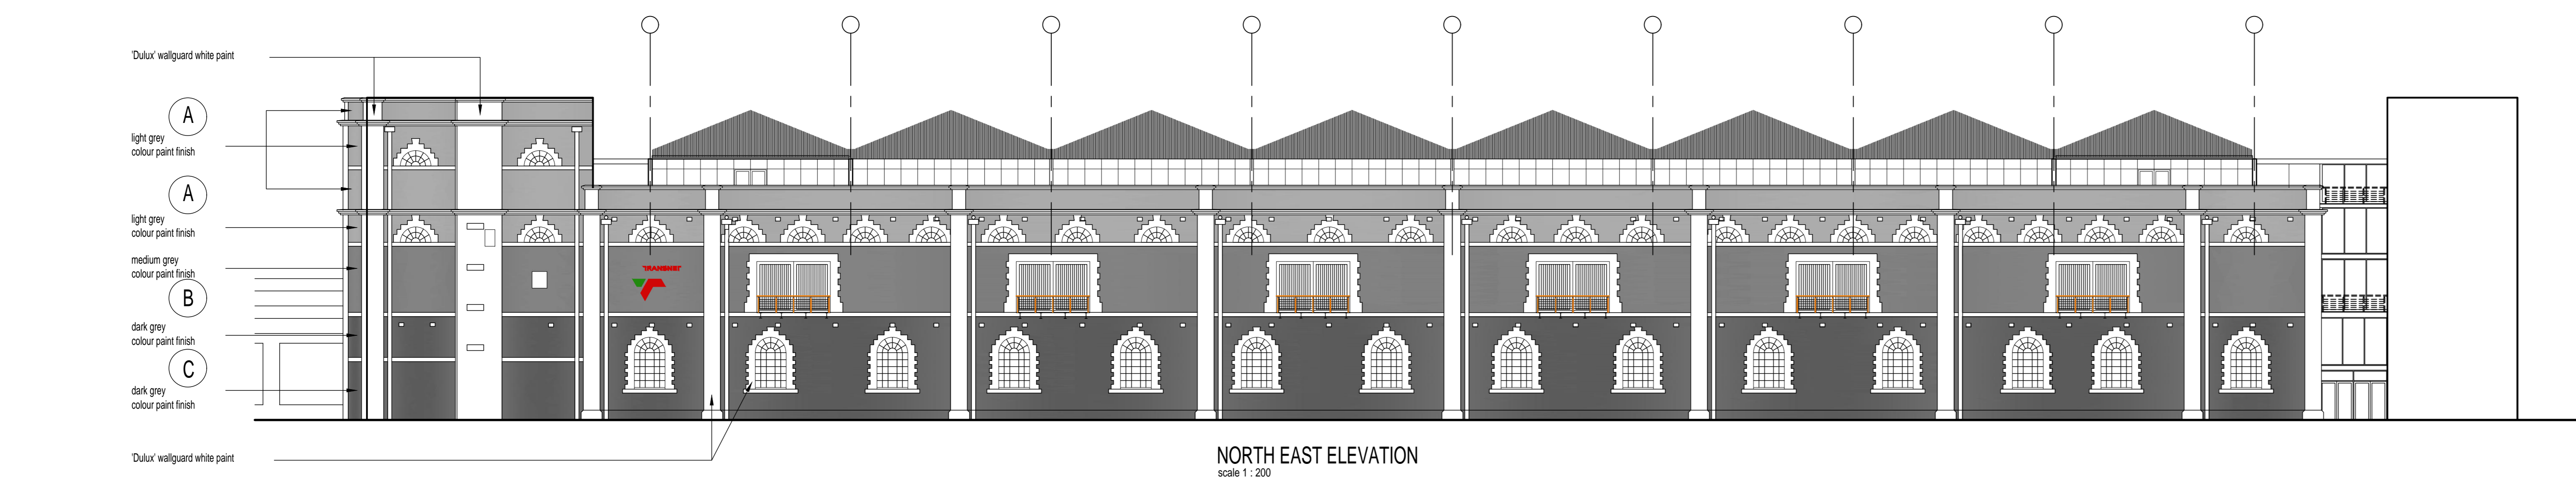 'Dulux' wallguard white paint
A
light grey
colour paint finish
A
light grey
colour paint finish
medium grey
colour paint finish
B
dark grey
colour paint finish
C
dark grey
colour paint finish
'Dulux' wallguard white paint
TRANSNET
NORTH EAST ELEVATION
scale 1 : 200